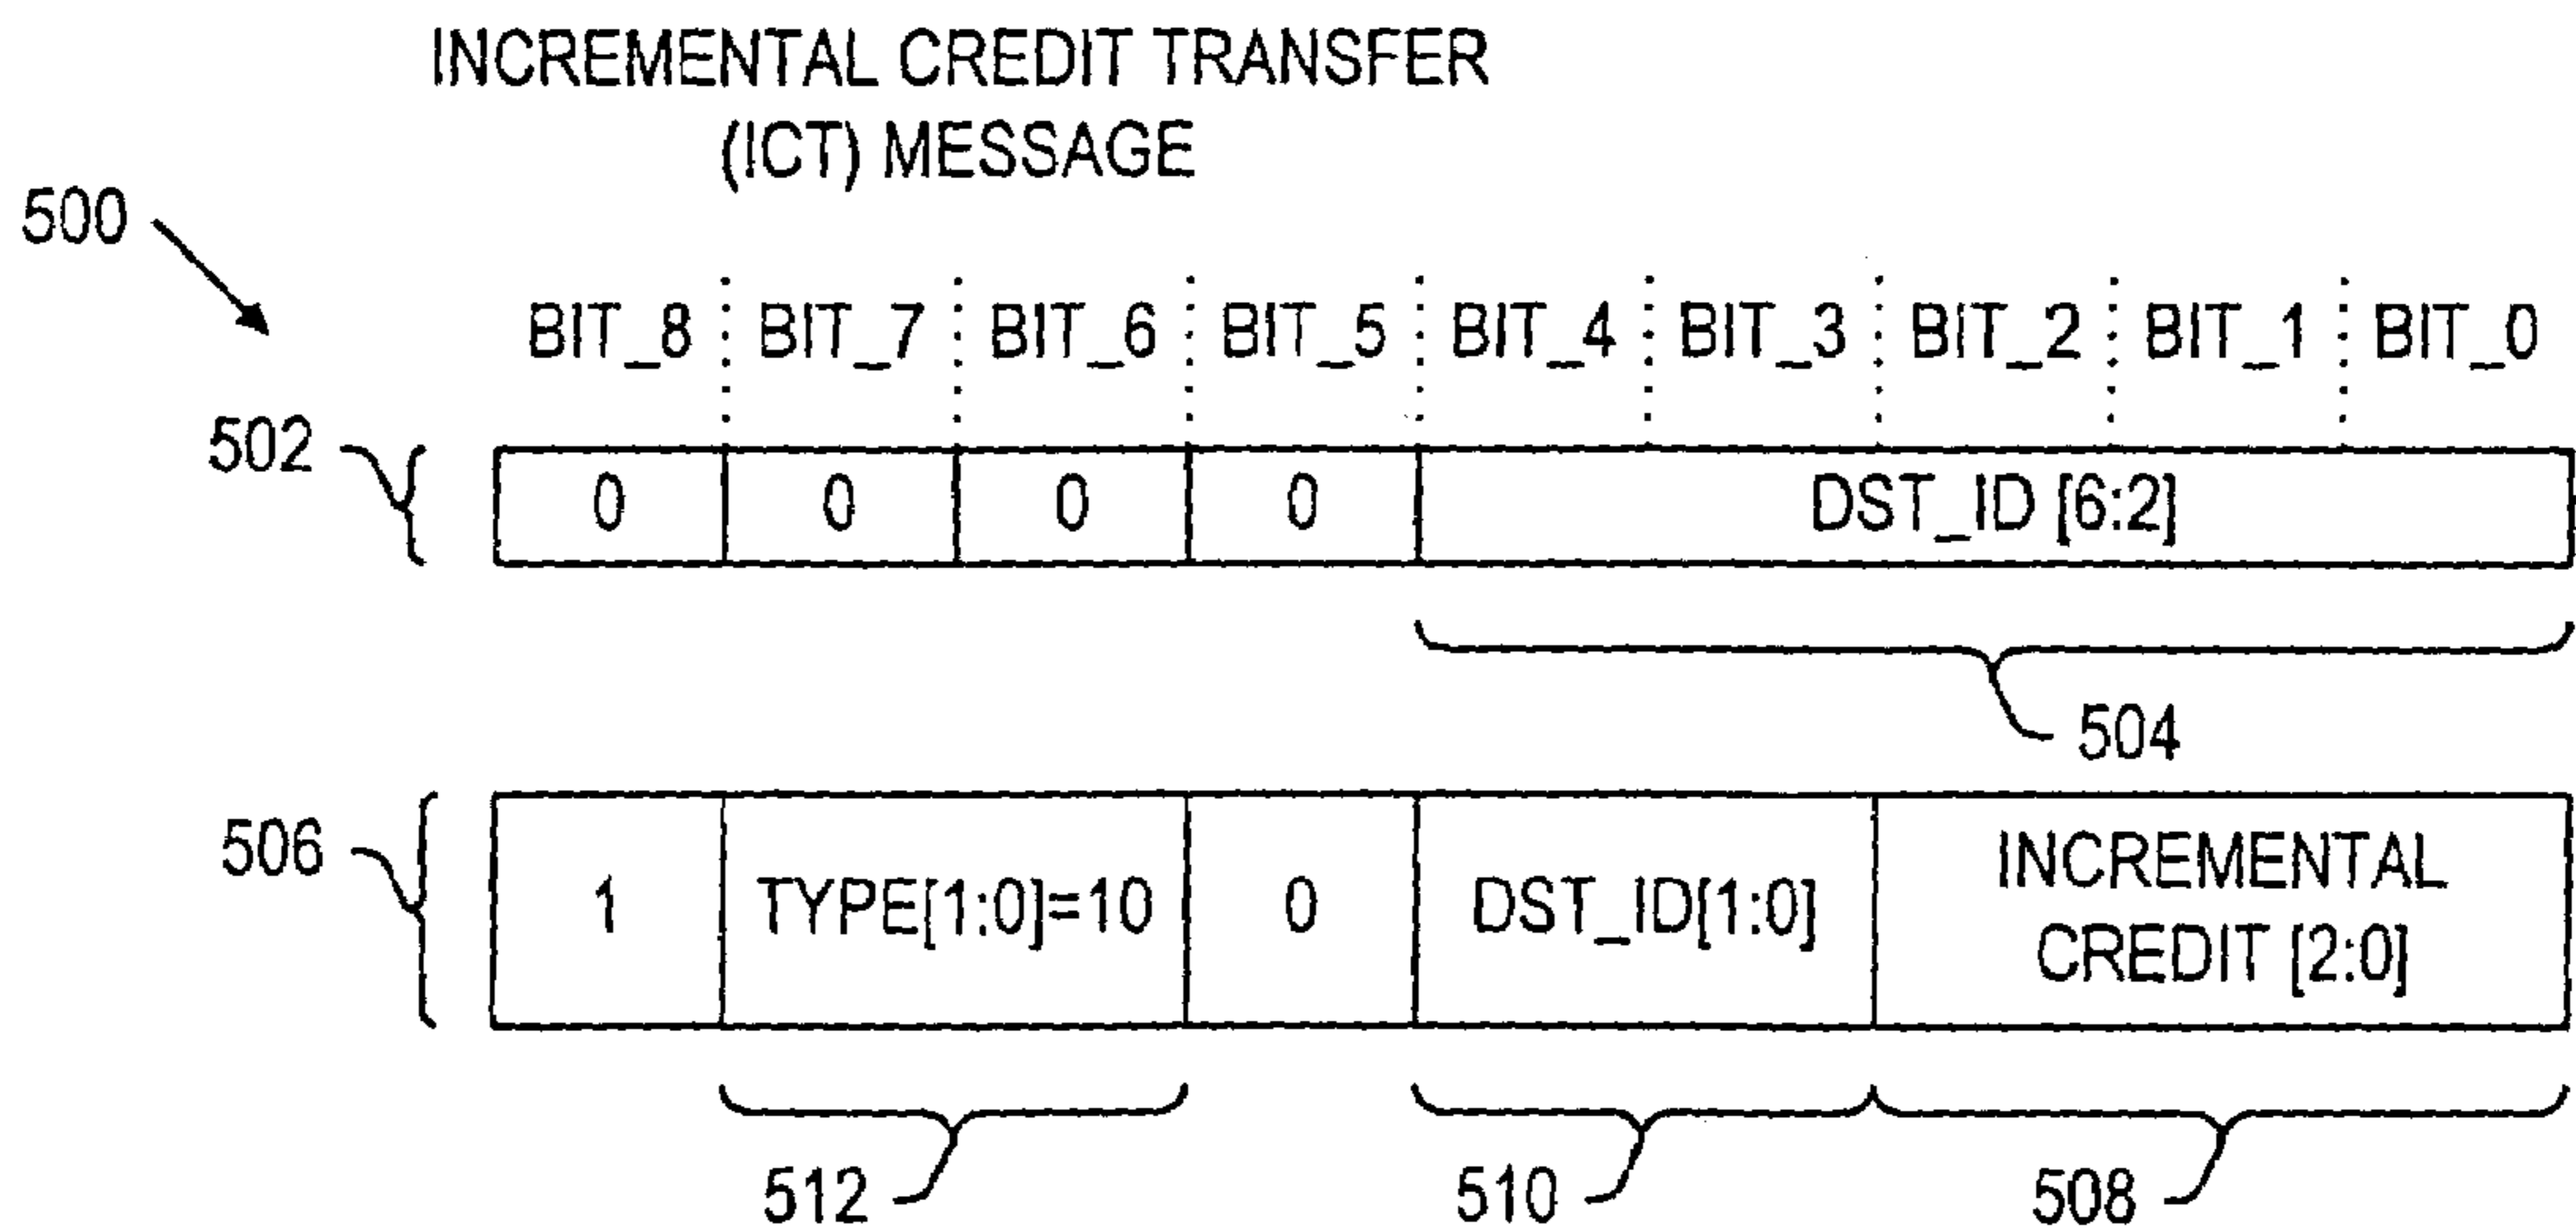 INCREMENTAL CREDIT TRANSFER
(ICT) MESSAGE
500
BIT_8 BIT_7 BIT_6 BIT_5 BIT_4 BIT_3 BIT_2 BIT_1 BIT_0
502
0 0 0 0 DST_ID [6:2]
504
506
1 TYPE[1:0]=10 0 DST_ID[1:0] INCREMENTAL
CREDIT [2:0]
512 510 508